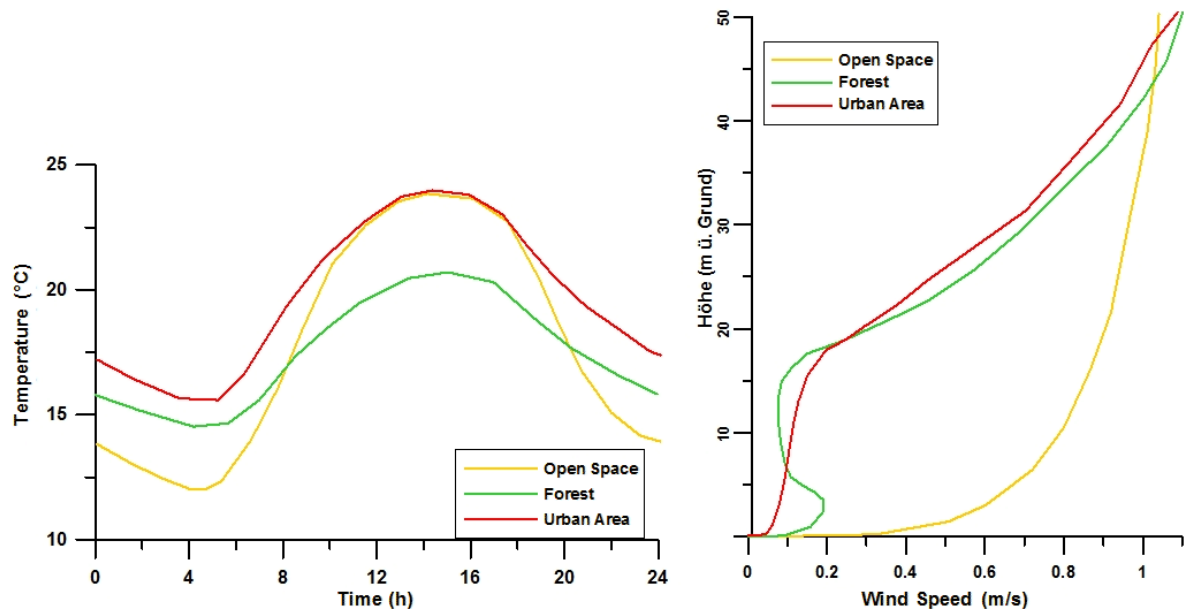 25
20
15
10
Temperature (°C)
0
4
8
12
16
20
24
Time (h)
Open Space
Forest
Urban Area
50
40
30
20
10
Höhe (m ü. Grund)
0
0.2
0.4
0.6
0.8
1
Wind Speed (m/s)
Open Space
Forest
Urban Area